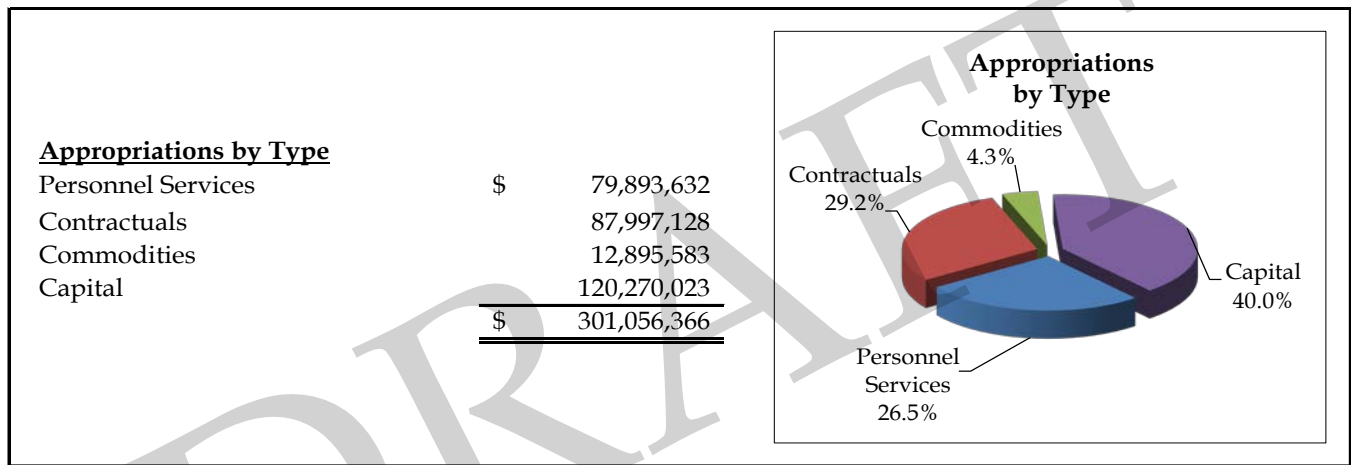 Appropriations by Type
Personnel Services $ 79,893,632
Contractuals 87,997,128
Commodities 12,895,583
Capital 120,270,023
$ 301,056,366
Appropriations
by Type
Commodities
4.3%
Contractuals
29.2%
Capital
40.0%
Personnel
Services
26.5%
DRAFT